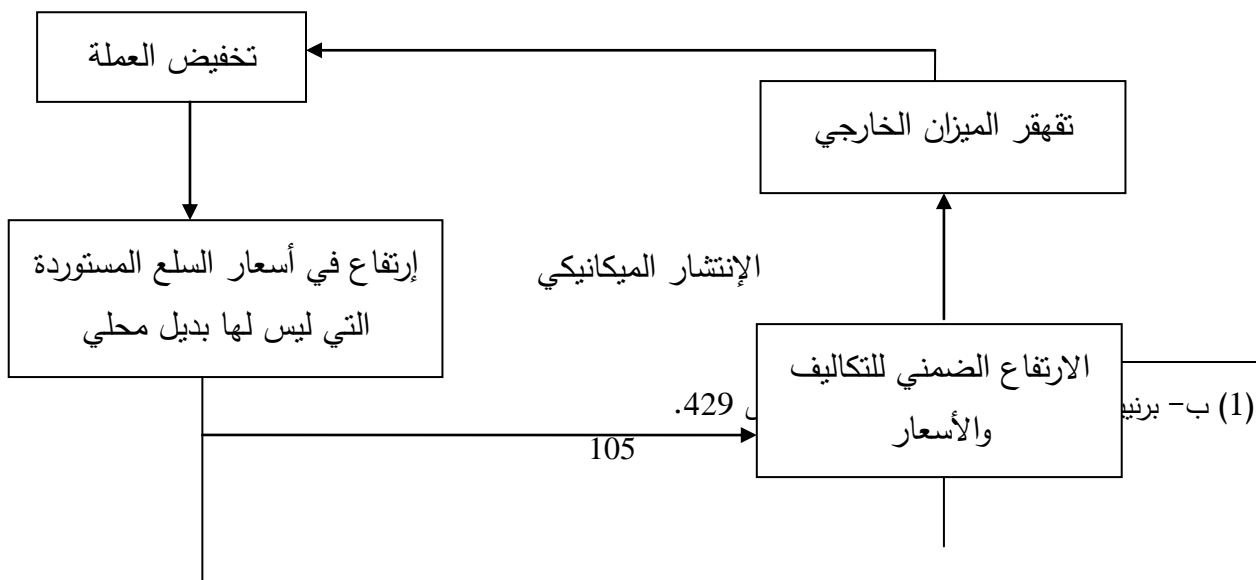 تخفيض العملة
تقهقر الميزان الخارجي
إرتفاع في أسعار السلع المستوردة
التي ليس لها بديل محلي
الإنتشار الميكانيكي
الارتفاع الضمني للتكاليف
والأسعار
(1) ب- 429.
105